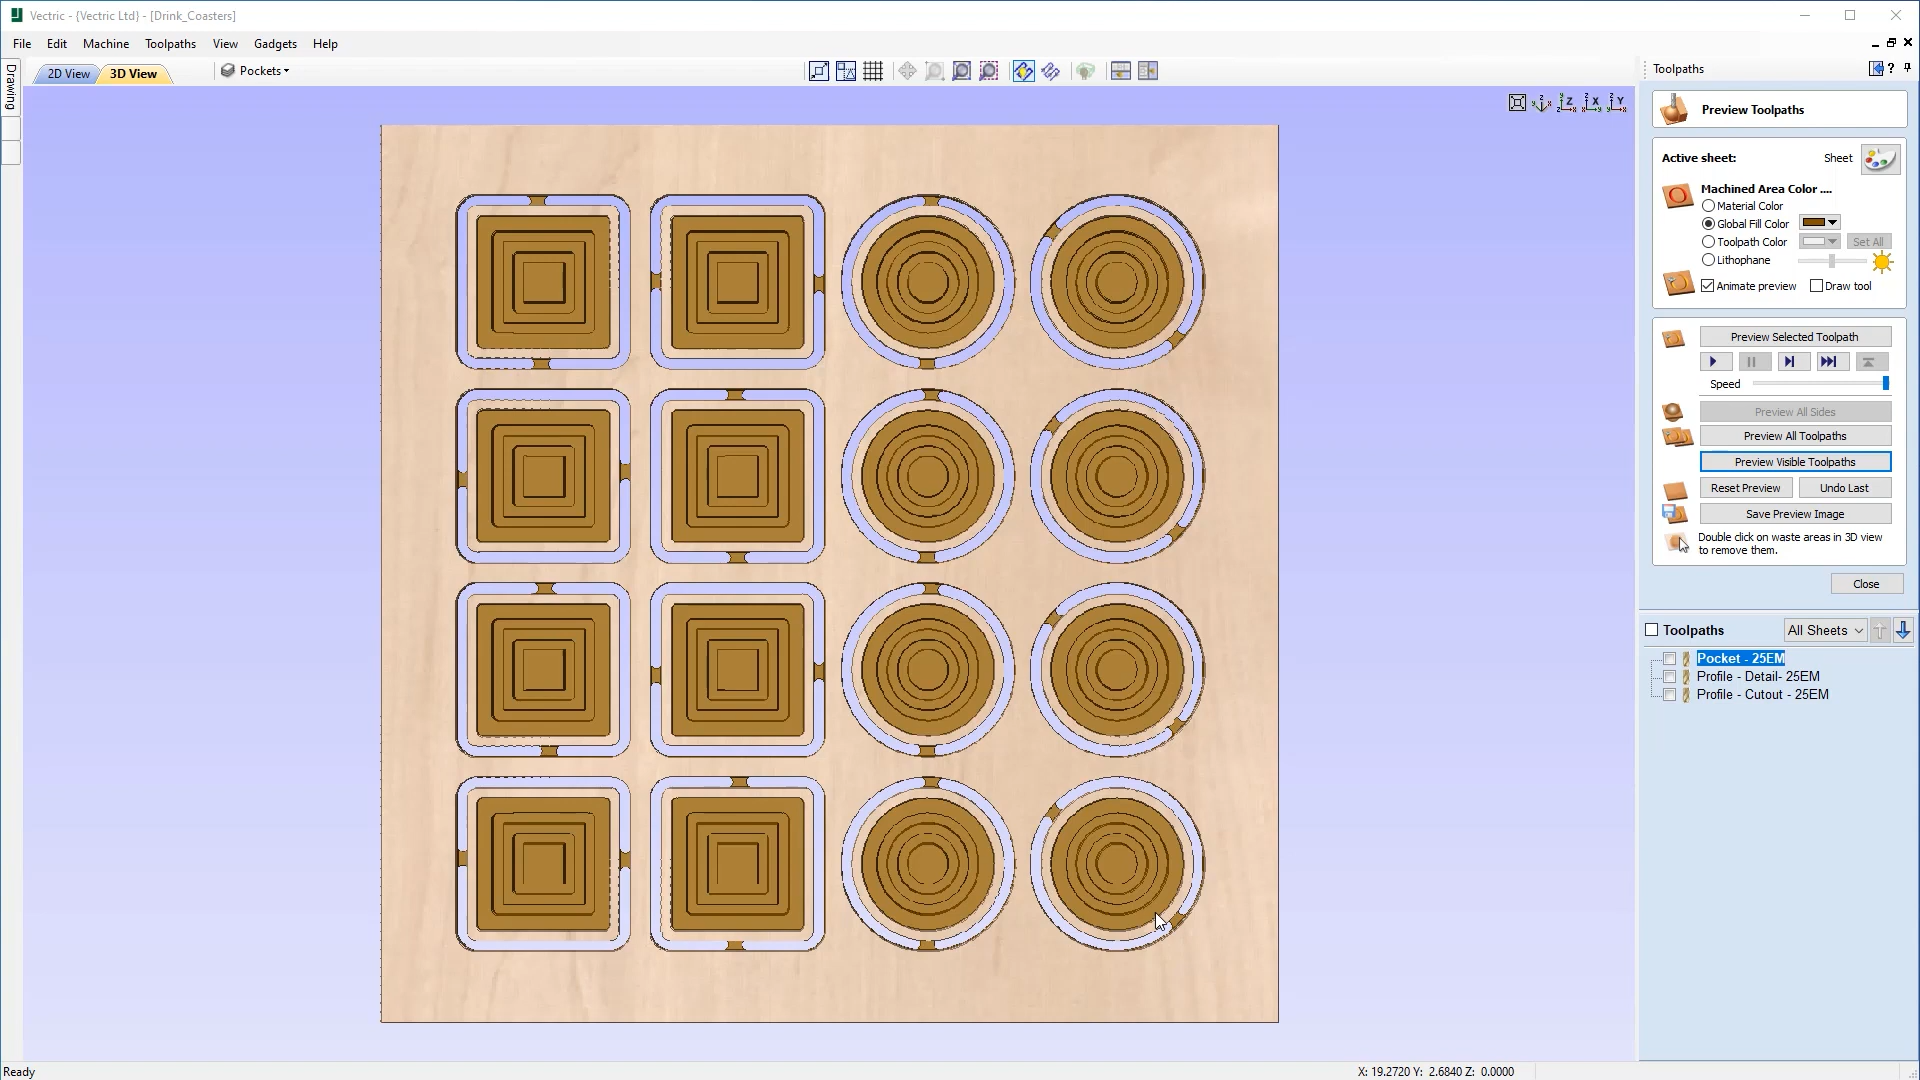 Vectric - {Vectric Ltd} - [Drink_Coasters]
File Edit Machine Toolpaths View Gadgets Help
Drawing
2D View 3D View Pockets
Toolpaths
Preview Toolpaths
Active sheet: Sheet
Machined Area Color ....
Material Color
Global Fill Color
Toolpath Color Set All
Lithophane
Animate preview Draw tool
Preview Selected Toolpath
Speed
Preview All Sides
Preview All Toolpaths
Preview Visible Toolpaths
Reset Preview Undo Last
Save Preview Image
Double click on waste areas in 3D view
to remove them.
Close
Toolpaths All Sheets
Pocket - 25EM
Profile - Detail- 25EM
Profile - Cutout - 25EM
Ready X: 19.2720 Y: 2.6840 Z: 0.0000